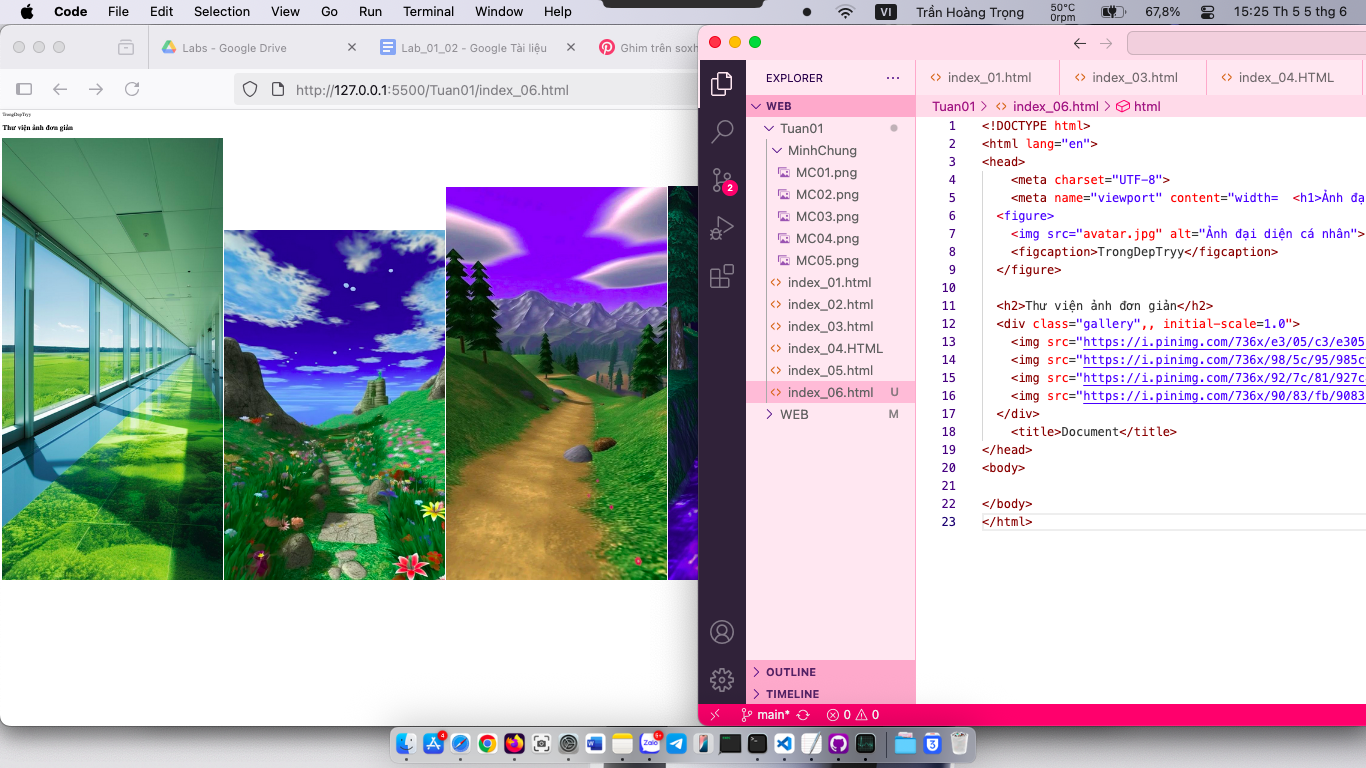 Code File Edit Selection View Go Run Terminal Window Help VI Trần Hoàng Trọng 50°C 0rpm 67,8% 15:25 Th 5 5 thg 6
Labs - Google Drive Lab_01_02 - Google Tài liệu Ghim trên soxh
http://127.0.0.1:5500/Tuan01/index_06.html
TrongDepTryy
Thư viện ảnh đơn giản
EXPLORER
WEB
Tuan01
MinhChung
MC01.png
MC02.png
MC03.png
MC04.png
MC05.png
index_01.html
index_02.html
index_03.html
index_04.HTML
index_05.html
index_06.html U
WEB M
OUTLINE
TIMELINE
2
index_01.html index_03.html index_04.HTML
Tuan01 > index_06.html > html
1 <!DOCTYPE html>
2 <html lang="en">
3 <head>
4 <meta charset="UTF-8">
5 <meta name="viewport" content="width= <h1>Ảnh đạ
6 <figure>
7 <img src="avatar.jpg" alt="Ảnh đại diện cá nhân">
8 <figcaption>TrongDepTryy</figcaption>
9 </figure>
10
11 <h2>Thư viện ảnh đơn giản</h2>
12 <div class="gallery",, initial-scale=1.0">
13 <img src="https://i.pinimg.com/736x/e3/05/c3/e305
14 <img src="https://i.pinimg.com/736x/98/5c/95/985c
15 <img src="https://i.pinimg.com/736x/92/7c/81/927c
16 <img src="https://i.pinimg.com/736x/90/83/fb/9083
17 </div>
18 <title>Document</title>
19 </head>
20 <body>
21
22 </body>
23 </html>
main* 0 0
4
Zalo
3